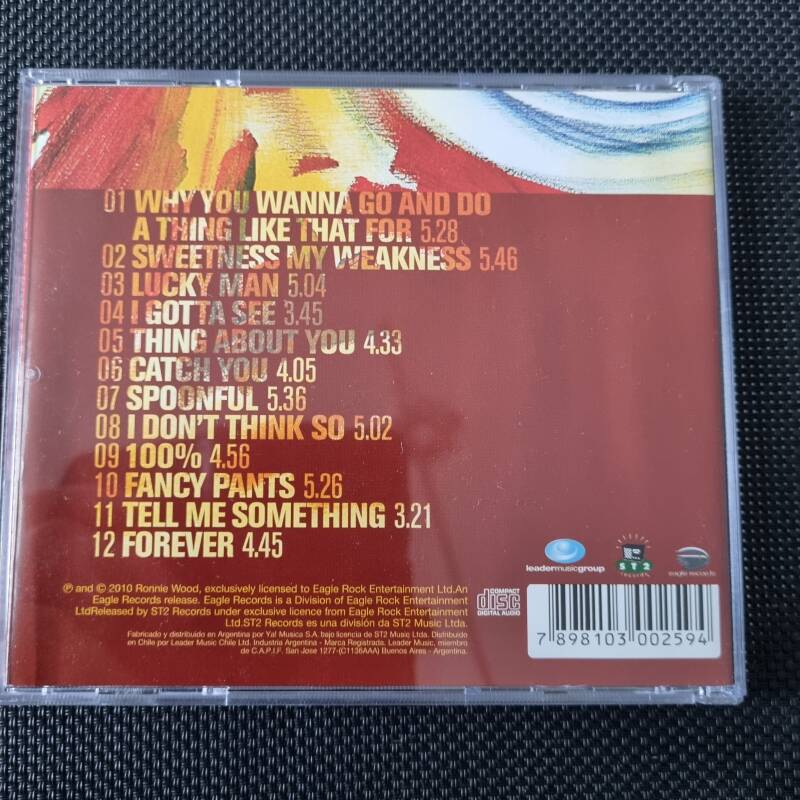 01 WHY YOU WANNA GO AND DO
A THING LIKE THAT FOR 5.28
02 SWEETNESS MY WEAKNESS 5.46
03 LUCKY MAN 5.04
04 I GOTTA SEE 3.45
05 THING ABOUT YOU 4.33
06 CATCH YOU 4.05
07 SPOONFUL 5.36
08 I DON'T THINK SO 5.02
09 100% 4.56
10 FANCY PANTS 5.26
11 TELL ME SOMETHING 3.21
12 FOREVER 4.45
leadermusicgroup
ST2
records
eagle records
℗ and © 2010 Ronnie Wood, exclusively licensed to Eagle Rock Entertainment Ltd.An
Eagle Records release. Eagle Records is a Division of Eagle Rock Entertainment
LtdReleased by ST2 Records under exclusive licence from Eagle Rock
Ltd.ST2 Records es una división da ST2 Music Ltda.
Fabricado y distribuido en Argentina por Ya! Musica S.A. bajo licencia de ST2 Music Ltda. Distribuido
en Chile por Leader Music Chile Ltd. Industria Argentina - Marca Registrada. Leader Music, miembro
de C.A.P.I.F. San Jose 1277-(C1136AAA) Buenos Aires - Argentina.
COMPACT
disc
DIGITAL AUDIO
7 898103 002594